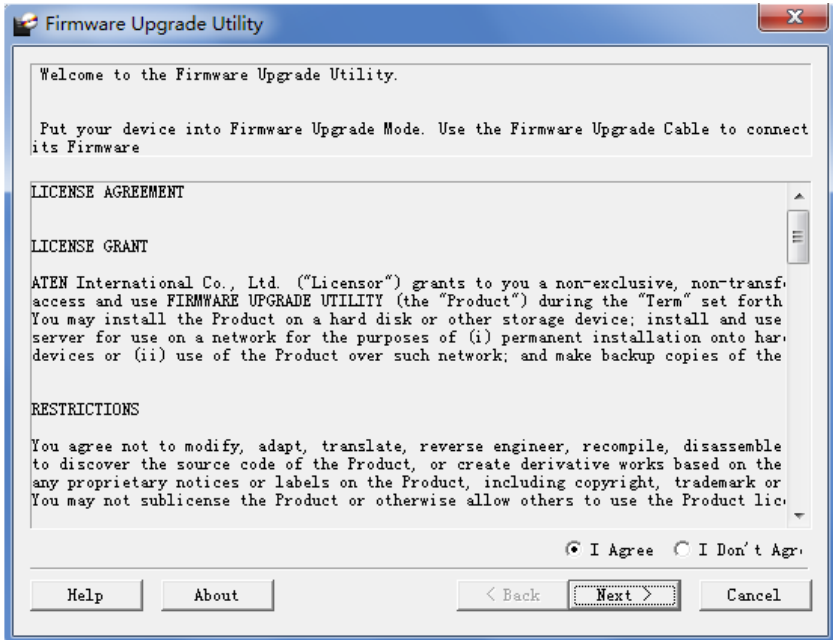 Firmware Upgrade Utility
Welcome to the Firmware Upgrade Utility.
Put your device into Firmware Upgrade Mode. Use the Firmware Upgrade Cable to connect
its Firmware
LICENSE AGREEMENT
LICENSE GRANT
ATEN International Co., Ltd. ("Licensor") grants to you a non-exclusive, non-transf
access and use FIRMWARE UPGRADE UTILITY (the "Product") during the "Term" set forth
You may install the Product on a hard disk or other storage device; install and use
server for use on a network for the purposes of (i) permanent installation onto har
devices or (ii) use of the Product over such network; and make backup copies of the
RESTRICTIONS
You agree not to modify, adapt, translate, reverse engineer, recompile, disassemble
to discover the source code of the Product, or create derivative works based on the
any proprietary notices or labels on the Product, including copyright, trademark or
You may not sublicense the Product or otherwise allow others to use the Product lic
I Agree I Don't Agr
Help About < Back Next > Cancel